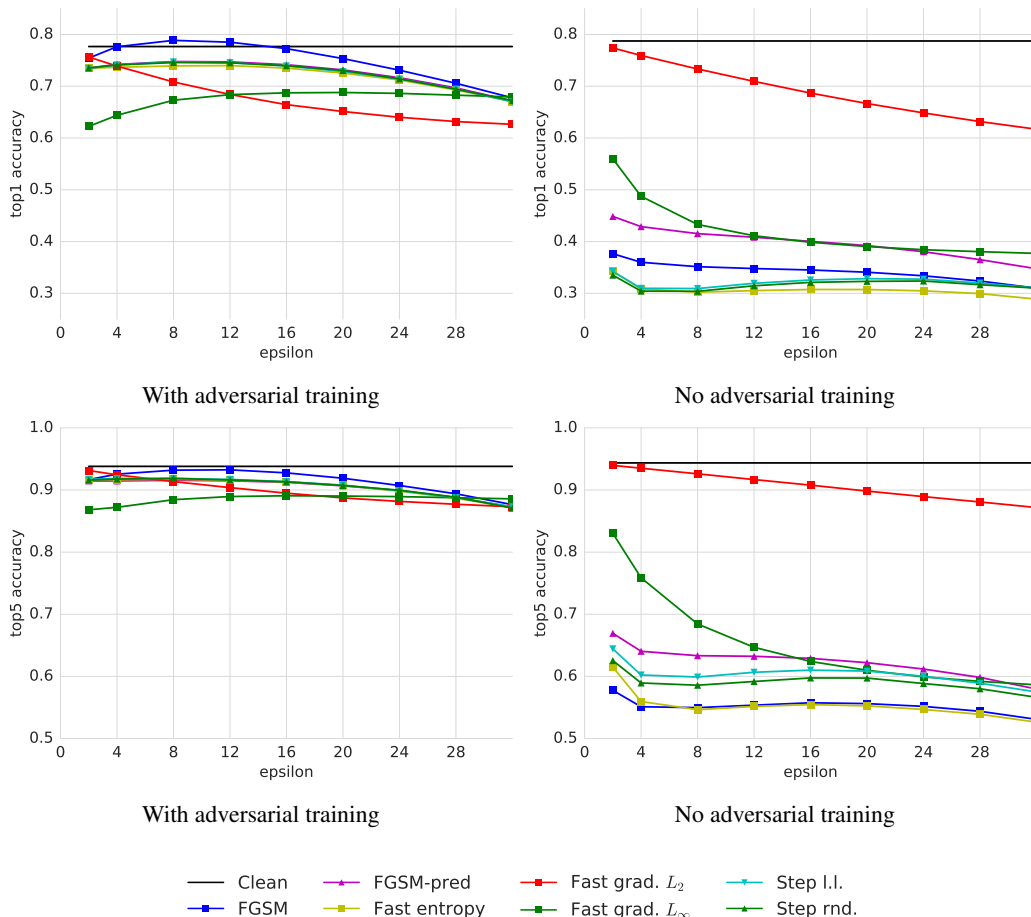 0.8
0.7
0.6
0.5
0.4
0.3
top1 accuracy
0 4 8 12 16 20 24 28
epsilon
With adversarial training
0.8
0.7
0.6
0.5
0.4
0.3
top1 accuracy
0 4 8 12 16 20 24 28
epsilon
No adversarial training
1.0
0.9
0.8
0.7
0.6
0.5
top5 accuracy
0 4 8 12 16 20 24 28
epsilon
With adversarial training
1.0
0.9
0.8
0.7
0.6
0.5
top5 accuracy
0 4 8 12 16 20 24 28
epsilon
No adversarial training
Clean FGSM-pred Fast grad. L₂ Step l.l.
FGSM Fast entropy Fast grad. L∞ Step rnd.